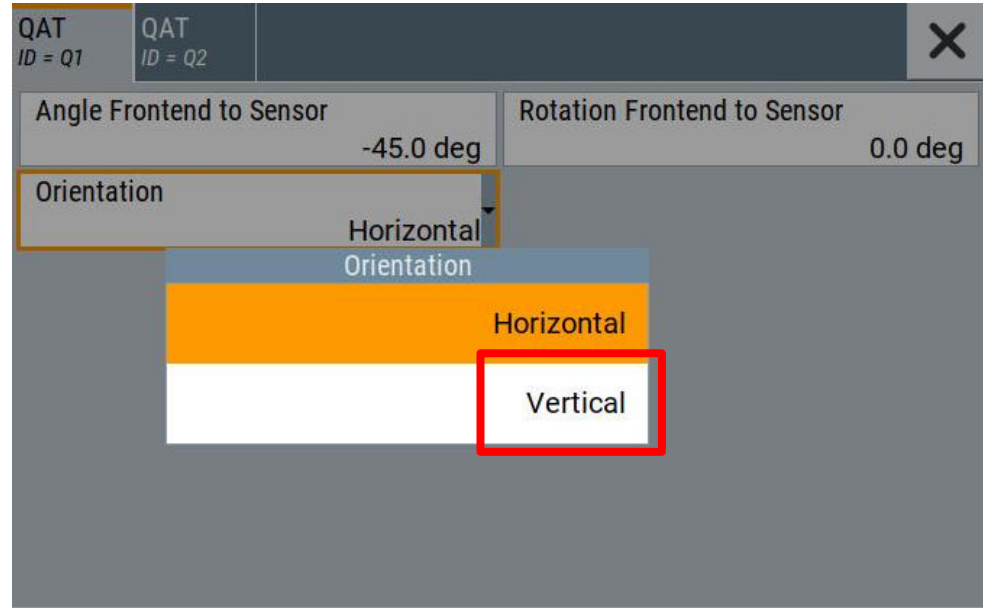 QAT QAT
ID = Q1 ID = Q2
Angle Frontend to Sensor
-45.0 deg
Rotation Frontend to Sensor
0.0 deg
Orientation
Horizontal
Orientation
Horizontal
Vertical